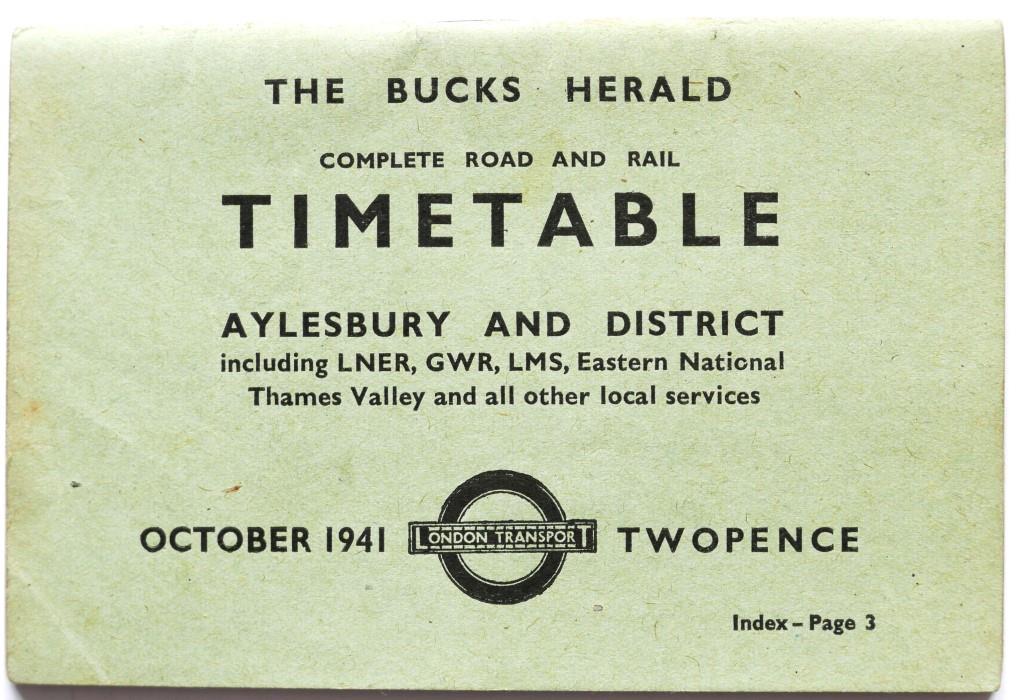 THE BUCKS HERALD
COMPLETE ROAD AND RAIL
TIMETABLE
AYLESBURY AND DISTRICT
including LNER, GWR, LMS, Eastern National
Thames Valley and all other local services
OCTOBER 1941 LONDON TRANSPORT TWOPENCE
Index – Page 3